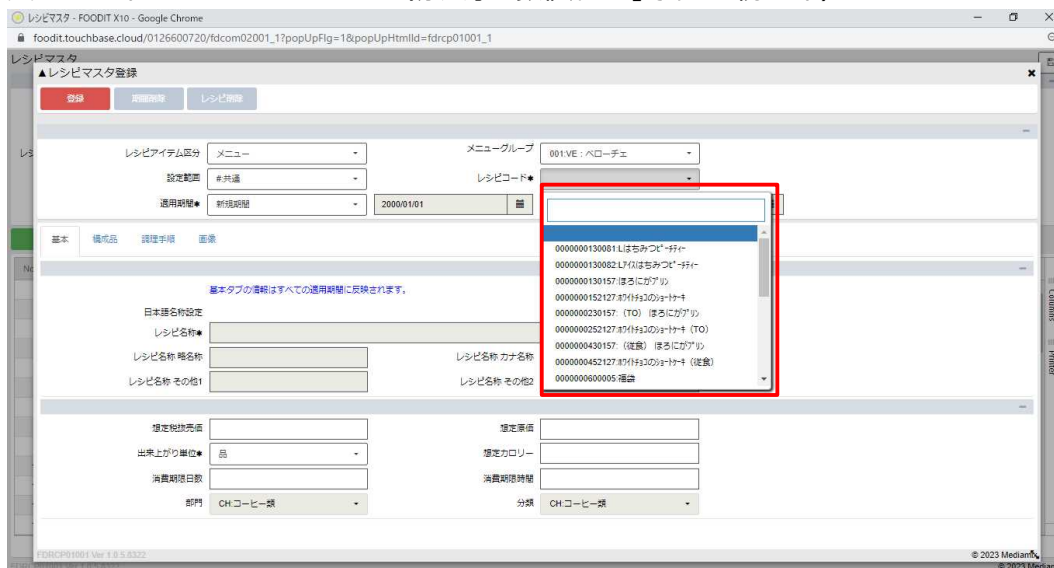 レシピマスタ - FOODIT X10 - Google Chrome
foodit.touchbase.cloud/0126600720/fdcom02001_1?popUpFlg=1&popUpHtmlId=fdrcp01001_1
レシピマスタ
▲レシピマスタ登録
登録 期間削除 レシピ削除
レシピアイテム区分 メニュー メニューグループ 001:VE : ベローチェ
設定範囲 #:共通 レシピコード✱
適用期間✱ 新規期間 2000/01/01
基本 構成品 調理手順 画像
0000000130081:Lはちみつピーチティー
0000000130082:Lアイスはちみつピーチティー
0000000130157:ほろにがプリン
0000000152127:ホワイトチョコのショートケーキ
0000000230157:（TO）ほろにがプリン
0000000252127:ホワイトチョコのショートケーキ（TO）
0000000430157:（従食）ほろにがプリン
0000000452127:ホワイトチョコのショートケーキ（従食）
0000000600005:福袋
基本タブの情報はすべての適用期間に反映されます。
日本語名称設定
レシピ名称✱
レシピ名称 略名称 レシピ名称 カナ名称
レシピ名称 その他1 レシピ名称 その他2
想定税抜売価 想定原価
出来上がり単位✱ 品 想定カロリー
消費期限日数 消費期限時間
部門 CH:コーヒー類 分類 CH:コーヒー類
Columns
Printer
FDRCP01001 Ver 1.0.5.8322 © 2023 Mediamix
© 2023 Median